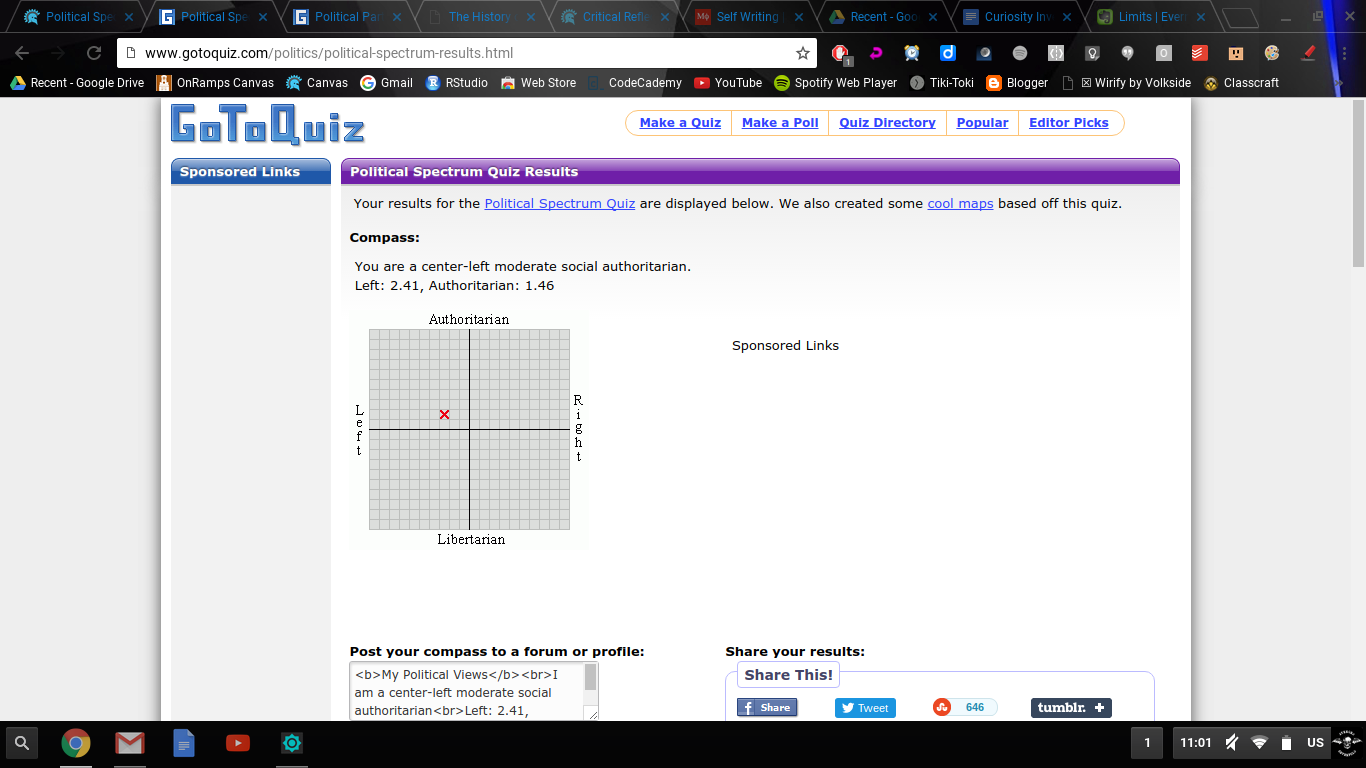 Political Spe
Political Spe
Political Par
The History
Critical Refle
Self Writing
Recent - Goo
Curiosity Inv
Limits | Ever
www.gotoquiz.com/politics/political-spectrum-results.html
1
Recent - Google Drive
OnRamps Canvas
Canvas
Gmail
RStudio
Web Store
CodeCademy
YouTube
Spotify Web Player
Tiki-Toki
Blogger
☒ Wirify by Volkside
Classcraft
GoToQuiz
Make a Quiz
Make a Poll
Quiz Directory
Popular
Editor Picks
Sponsored Links
Political Spectrum Quiz Results
Your results for the Political Spectrum Quiz are displayed below. We also created some cool maps based off this quiz.
Compass:
You are a center-left moderate social authoritarian.
Left: 2.41, Authoritarian: 1.46
Authoritarian
Left
Right
Libertarian
Sponsored Links
Post your compass to a forum or profile:
<b>My Political Views</b><br>I
am a center-left moderate social
authoritarian<br>Left: 2.41,
Share your results:
Share This!
Share
Tweet
646
tumblr. +
1
11:01
US